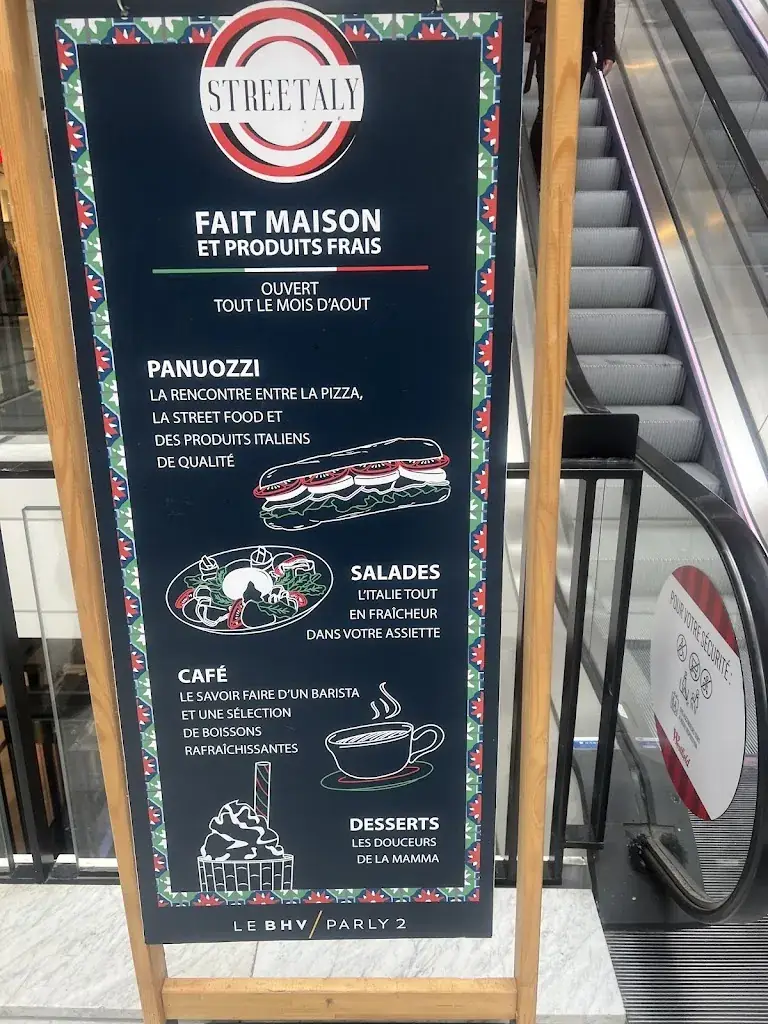 STREETALY
FAIT MAISON
ET PRODUITS FRAIS
OUVERT
TOUT LE MOIS D'AOUT
PANUOZZI
LA RENCONTRE ENTRE LA PIZZA,
LA STREET FOOD ET
DES PRODUITS ITALIENS
DE QUALITÉ
SALADES
L'ITALIE TOUT
EN FRAÎCHEUR
DANS VOTRE ASSIETTE
CAFÉ
LE SAVOIR FAIRE D'UN BARISTA
ET UNE SÉLECTION
DE BOISSONS
RAFRAÎCHISSANTES
DESSERTS
LES DOUCEURS
DE LA MAMMA
LE BHV/PARLY 2
POUR VOTRE SÉCURITÉ :
Westfield